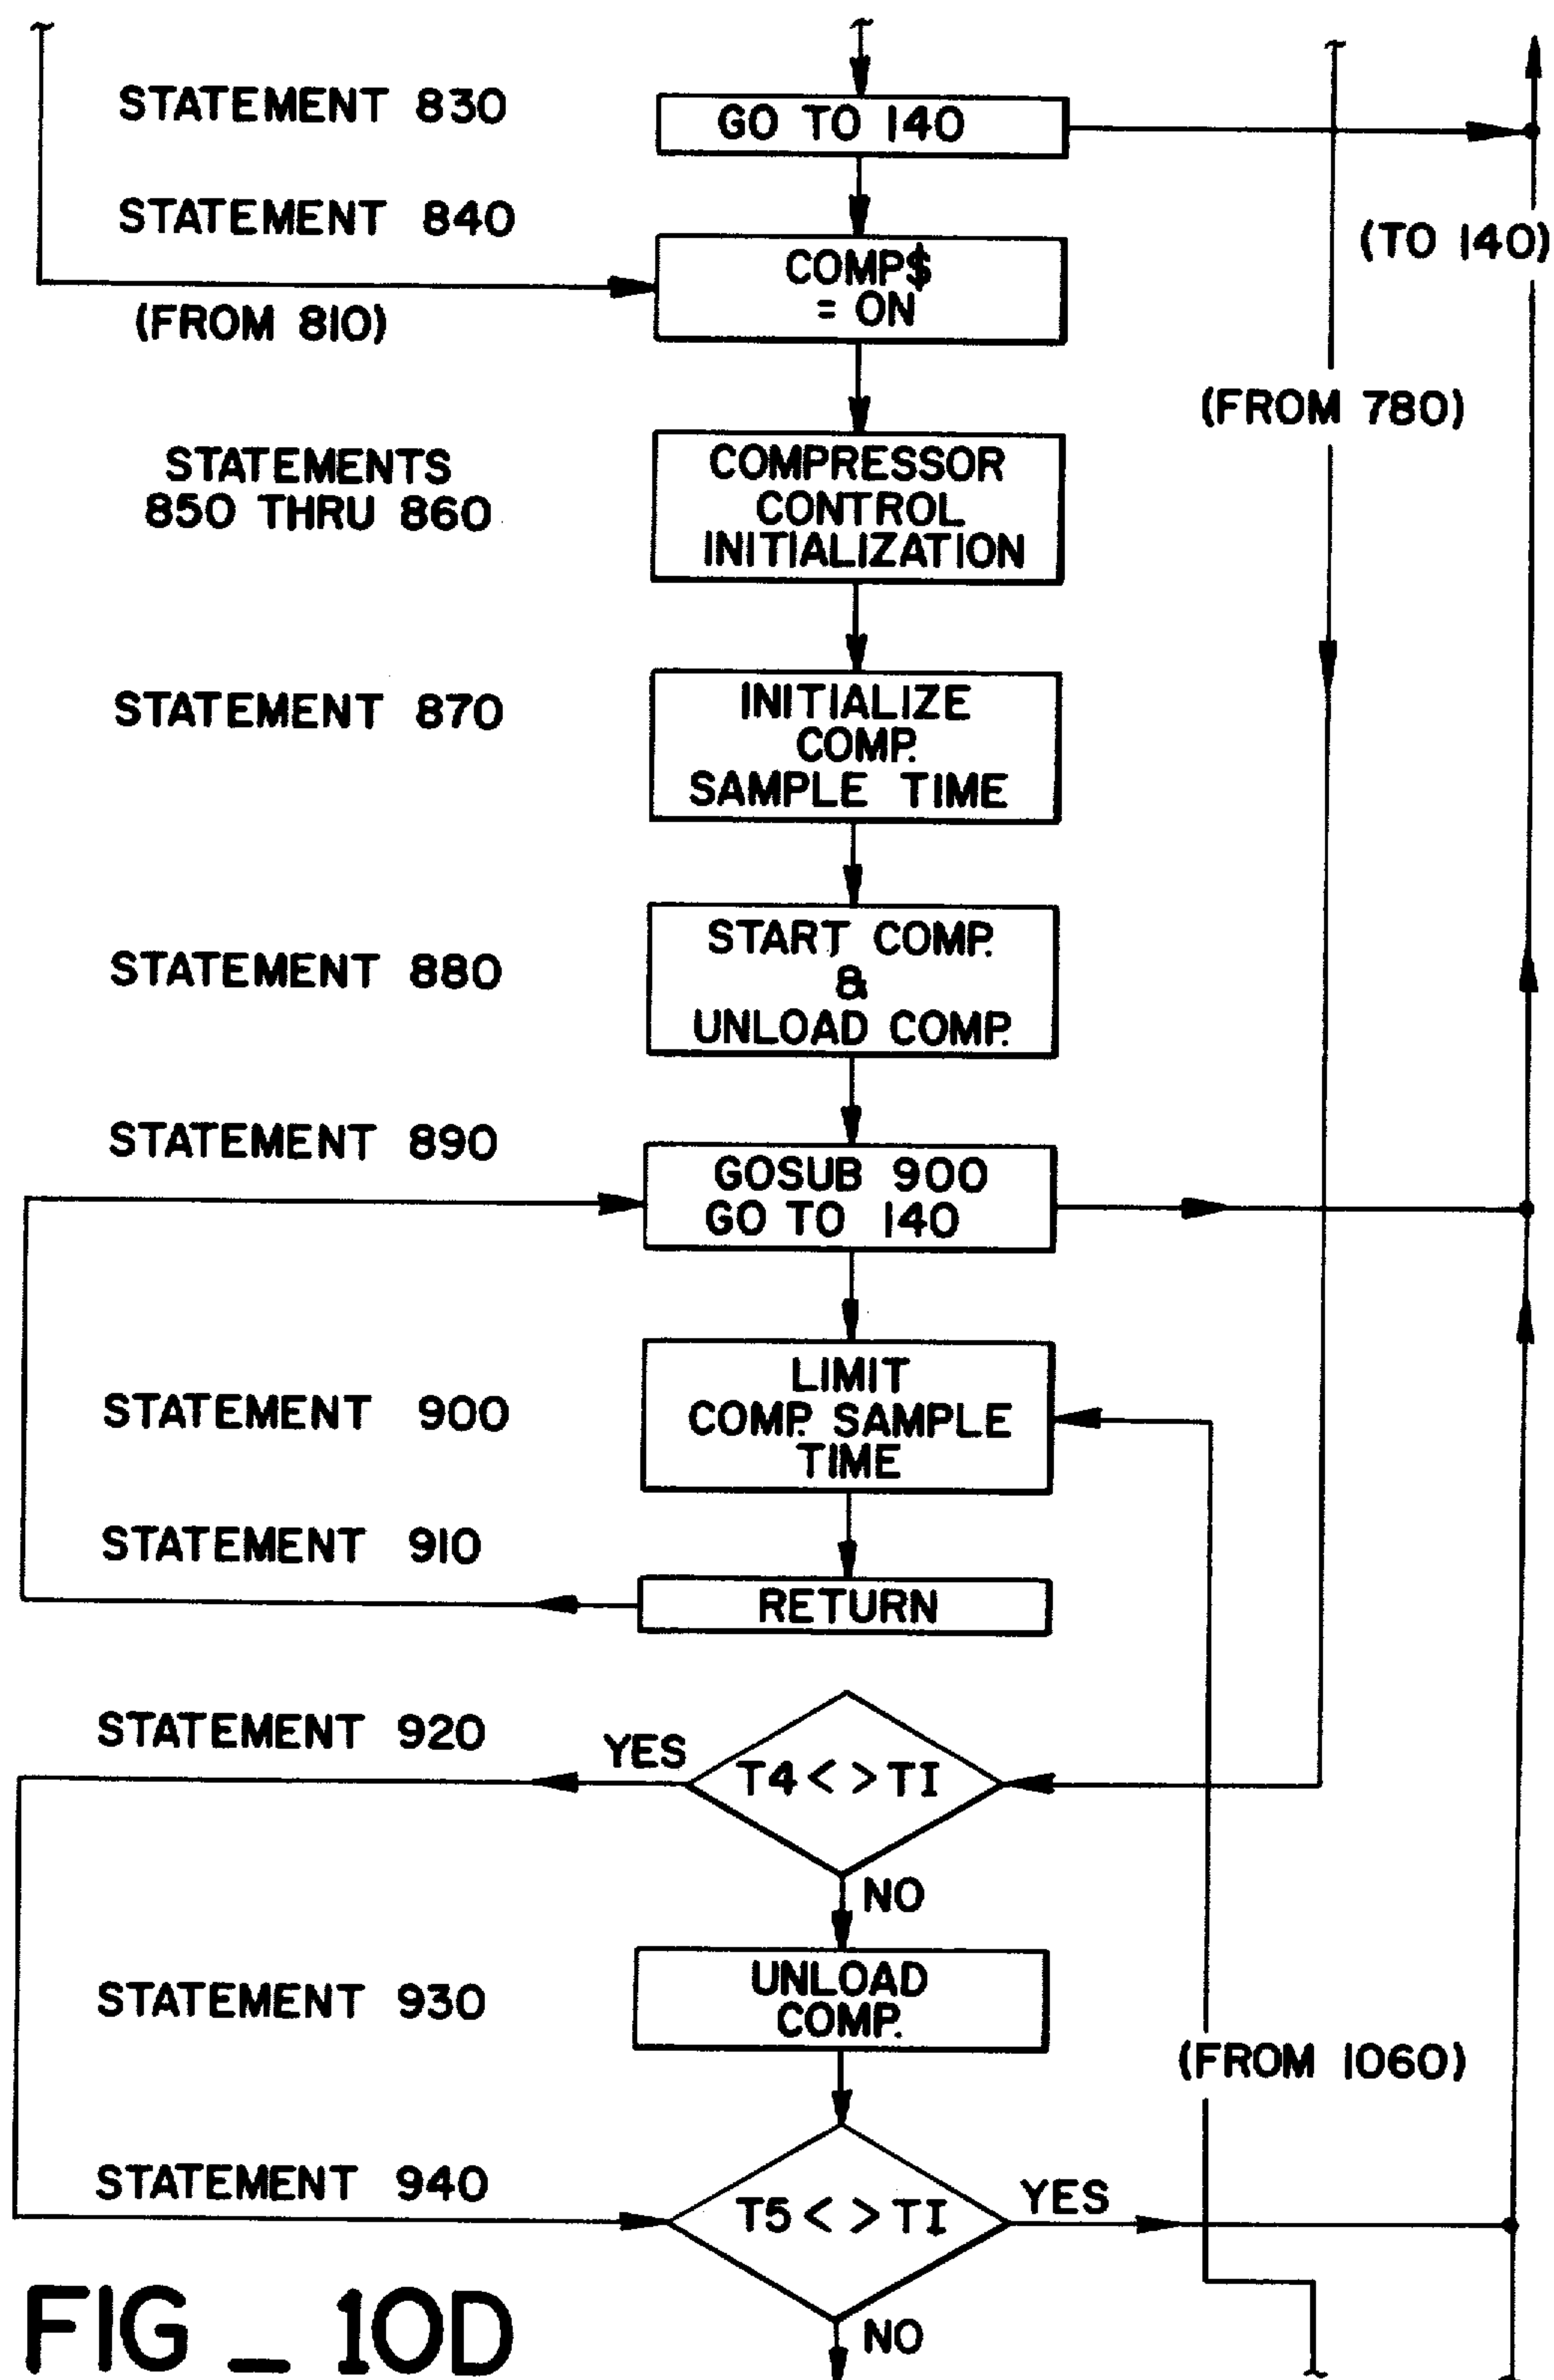 STATEMENT 830
GO TO 140
STATEMENT 840
(TO 140)
COMP$
= ON
(FROM 810)
(FROM 780)
STATEMENTS
850 THRU 860
COMPRESSOR
CONTROL
INITIALIZATION
STATEMENT 870
INITIALIZE
COMP.
SAMPLE TIME
STATEMENT 880
START COMP.
&
UNLOAD COMP.
STATEMENT 890
GOSUB 900
GO TO 140
STATEMENT 900
LIMIT
COMP. SAMPLE
TIME
STATEMENT 910
RETURN
STATEMENT 920
YES
T4 < > TI
NO
STATEMENT 930
UNLOAD
COMP.
(FROM 1060)
STATEMENT 940
T5 < > TI
YES
NO
FIG _ 10D